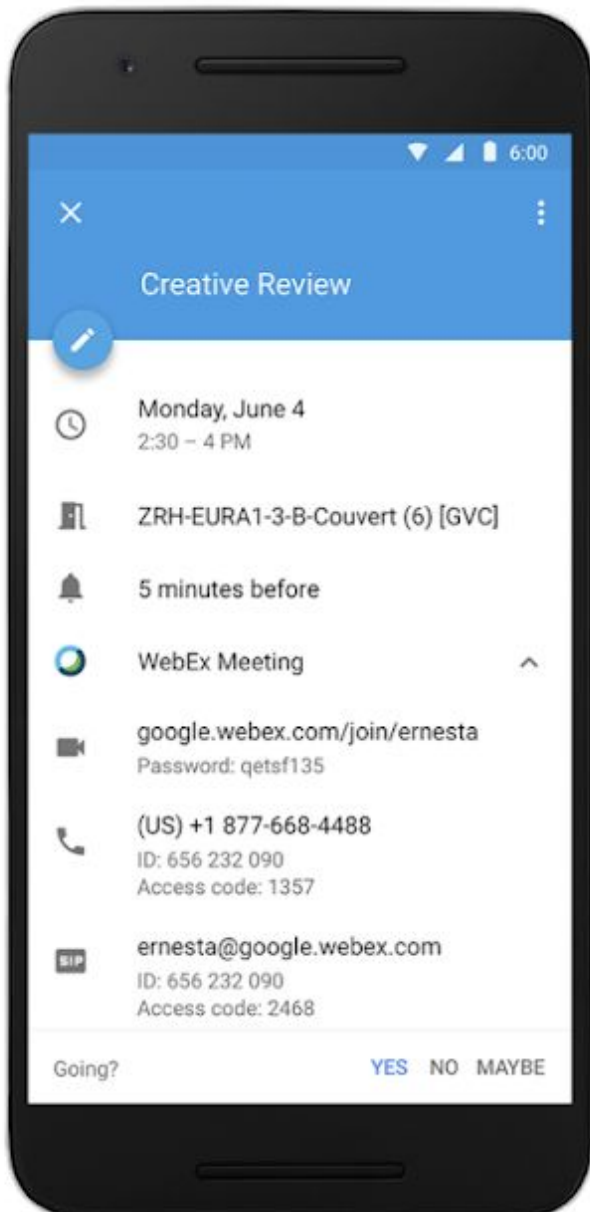 6:00
Creative Review
Monday, June 4
2:30 – 4 PM
ZRH-EURA1-3-B-Couvert (6) [GVC]
5 minutes before
WebEx Meeting
google.webex.com/join/ernesta
Password: qetsf135
(US) +1 877-668-4488
ID: 656 232 090
Access code: 1357
SIP
ernesta@google.webex.com
ID: 656 232 090
Access code: 2468
Going? YES NO MAYBE